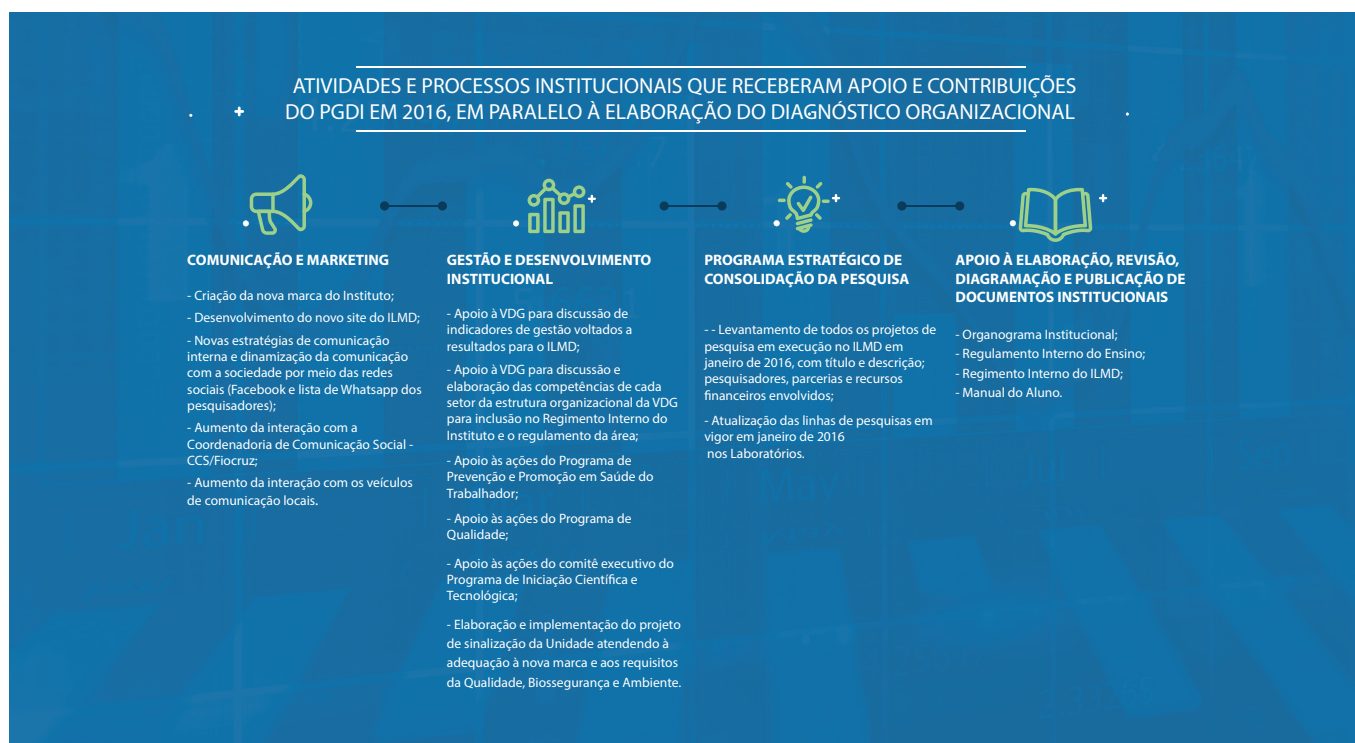 ATIVIDADES E PROCESSOS INSTITUCIONAIS QUE RECEBERAM APOIO E CONTRIBUIÇÕES
DO PGDI EM 2016, EM PARALELO À ELABORAÇÃO DO DIAGNÓSTICO ORGANIZACIONAL
COMUNICAÇÃO E MARKETING
- Criação da nova marca do Instituto;
- Desenvolvimento do novo site do ILMD;
- Novas estratégias de comunicação
interna e dinamização da comunicação
com a sociedade por meio das redes
sociais (Facebook e lista de Whatsapp dos
pesquisadores);
- Aumento da interação com a
Coordenadoria de Comunicação Social -
CCS/Fiocruz;
- Aumento da interação com os veículos
de comunicação locais.
GESTÃO E DESENVOLVIMENTO
INSTITUCIONAL
- Apoio à VDG para discussão de
indicadores de gestão voltados a
resultados para o ILMD;
- Apoio à VDG para discussão e
elaboração das competências de cada
setor da estrutura organizacional da VDG
para inclusão no Regimento Interno do
Instituto e o regulamento da área;
- Apoio às ações do Programa de
Prevenção e Promoção em Saúde do
Trabalhador;
- Apoio às ações do Programa de
Qualidade;
- Apoio às ações do comitê executivo do
Programa de Iniciação Científica e
Tecnológica;
- Elaboração e implementação do projeto
de sinalização da Unidade atendendo à
adequação à nova marca e aos requisitos
da Qualidade, Biossegurança e Ambiente.
PROGRAMA ESTRATÉGICO DE
CONSOLIDAÇÃO DA PESQUISA
- - Levantamento de todos os projetos de
pesquisa em execução no ILMD em
janeiro de 2016, com título e descrição;
pesquisadores, parcerias e recursos
financeiros envolvidos;
- Atualização das linhas de pesquisas em
vigor em janeiro de 2016
nos Laboratórios.
APOIO À ELABORAÇÃO, REVISÃO,
DIAGRAMAÇÃO E PUBLICAÇÃO DE
DOCUMENTOS INSTITUCIONAIS
- Organograma Institucional;
- Regulamento Interno do Ensino;
- Regimento Interno do ILMD;
- Manual do Aluno.
Jan
May